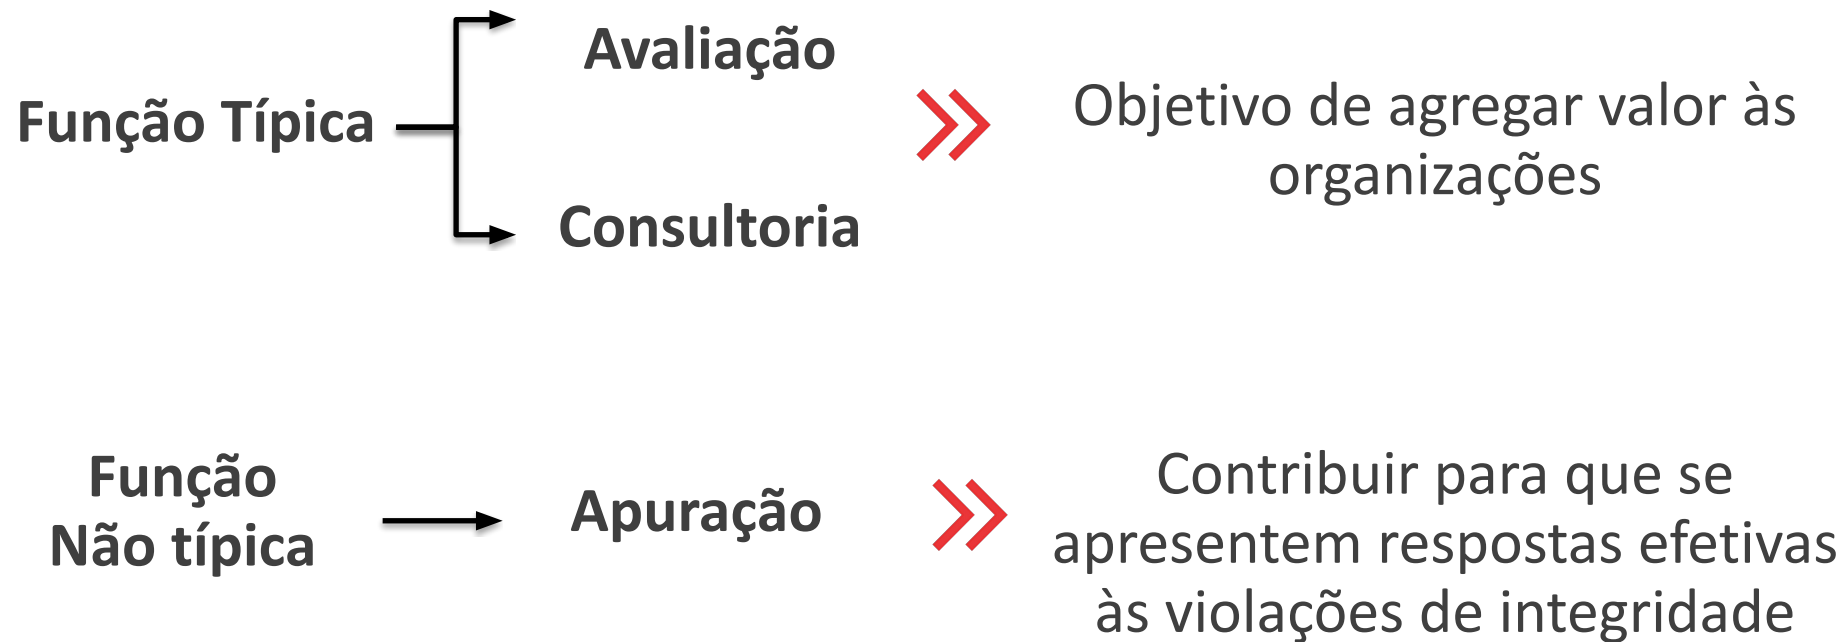 Função Típica
Avaliação
Consultoria
Objetivo de agregar valor às
organizações
Função
Não típica
Apuração
Contribuir para que se
apresentem respostas efetivas
às violações de integridade